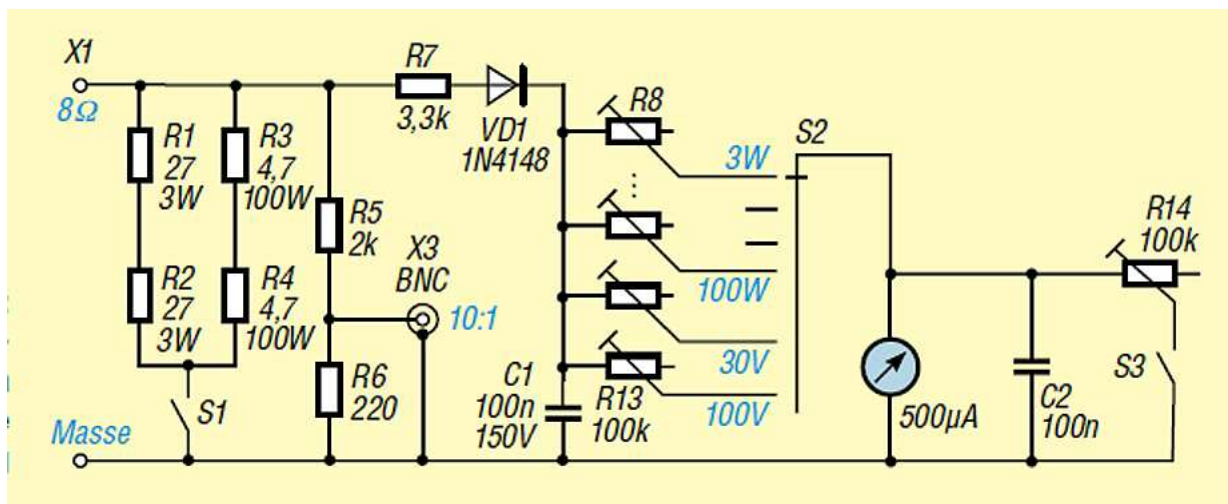 X1
8Ω
R1
27
3W
R3
4,7
100W
R2
27
3W
R4
4,7
100W
S1
Masse
R5
2k
R6
220
X3
BNC
10:1
R7
3,3k
VD1
1N4148
C1
100n
150V
R8
R13
100k
3W
100W
30V
100V
S2
500µA
C2
100n
R14
100k
S3